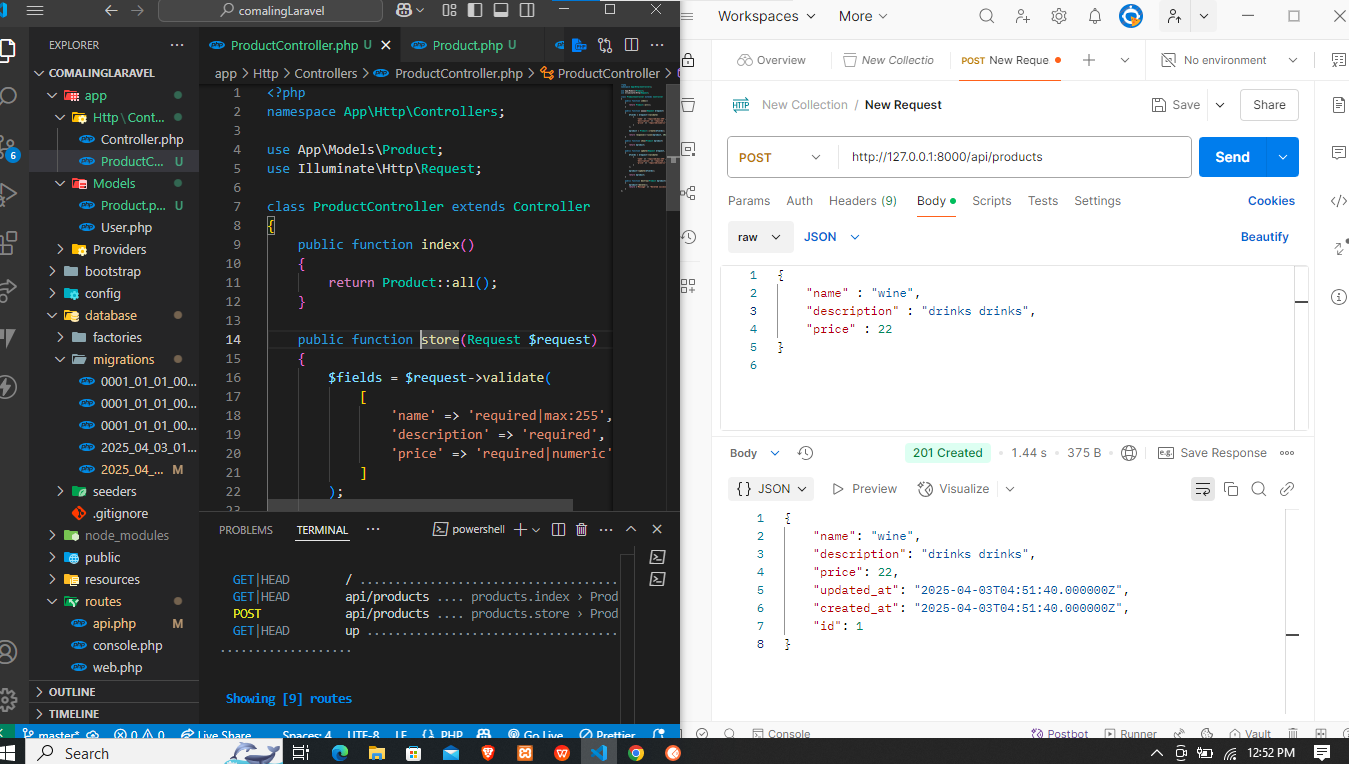 comalingLaravel
EXPLORER
COMALINGLARAVEL
app
Http\Cont...
Controller.php
ProductC... U
Models
Product.p... U
User.php
Providers
bootstrap
config
database
factories
migrations
0001_01_01_00...
0001_01_01_00...
0001_01_01_00...
2025_04_03_01...
2025_04_... M
seeders
.gitignore
node_modules
public
resources
routes
api.php M
console.php
web.php
OUTLINE
TIMELINE
6
ProductController.php U
Product.php U
app > Http > Controllers > ProductController.php > ProductController >
1 <?php
2 namespace App\Http\Controllers;
3
4 use App\Models\Product;
5 use Illuminate\Http\Request;
6
7 class ProductController extends Controller
8 {
9 public function index()
10 {
11 return Product::all();
12 }
13
14 public function store(Request $request)
15 {
16 $fields = $request->validate(
17 [
18 'name' => 'required|max:255',
19 'description' => 'required',
20 'price' => 'required|numeric'
21 ]
22 );
23
PROBLEMS TERMINAL ... powershell
GET|HEAD / .....................................
GET|HEAD api/products .... products.index › Prod
POST api/products .... products.store › Prod
GET|HEAD up ....................................
...................
Showing [9] routes
master* 0 0 Live Share Spaces: 4 UTF-8 LF {} PHP Go Live Prettier
Workspaces More
Overview New Collectio POST New Reque No environment
HTTP New Collection / New Request Save Share
POST http://127.0.0.1:8000/api/products Send
Params Auth Headers (9) Body Scripts Tests Settings Cookies
raw JSON Beautify
1 {
2 "name" : "wine",
3 "description" : "drinks drinks",
4 "price" : 22
5 }
6
Body 201 Created 1.44 s 375 B e.g. Save Response
{} JSON Preview Visualize
1 {
2 "name": "wine",
3 "description": "drinks drinks",
4 "price": 22,
5 "updated_at": "2025-04-03T04:51:40.000000Z",
6 "created_at": "2025-04-03T04:51:40.000000Z",
7 "id": 1
8 }
Console Postbot Runner Vault
Search 12:52 PM